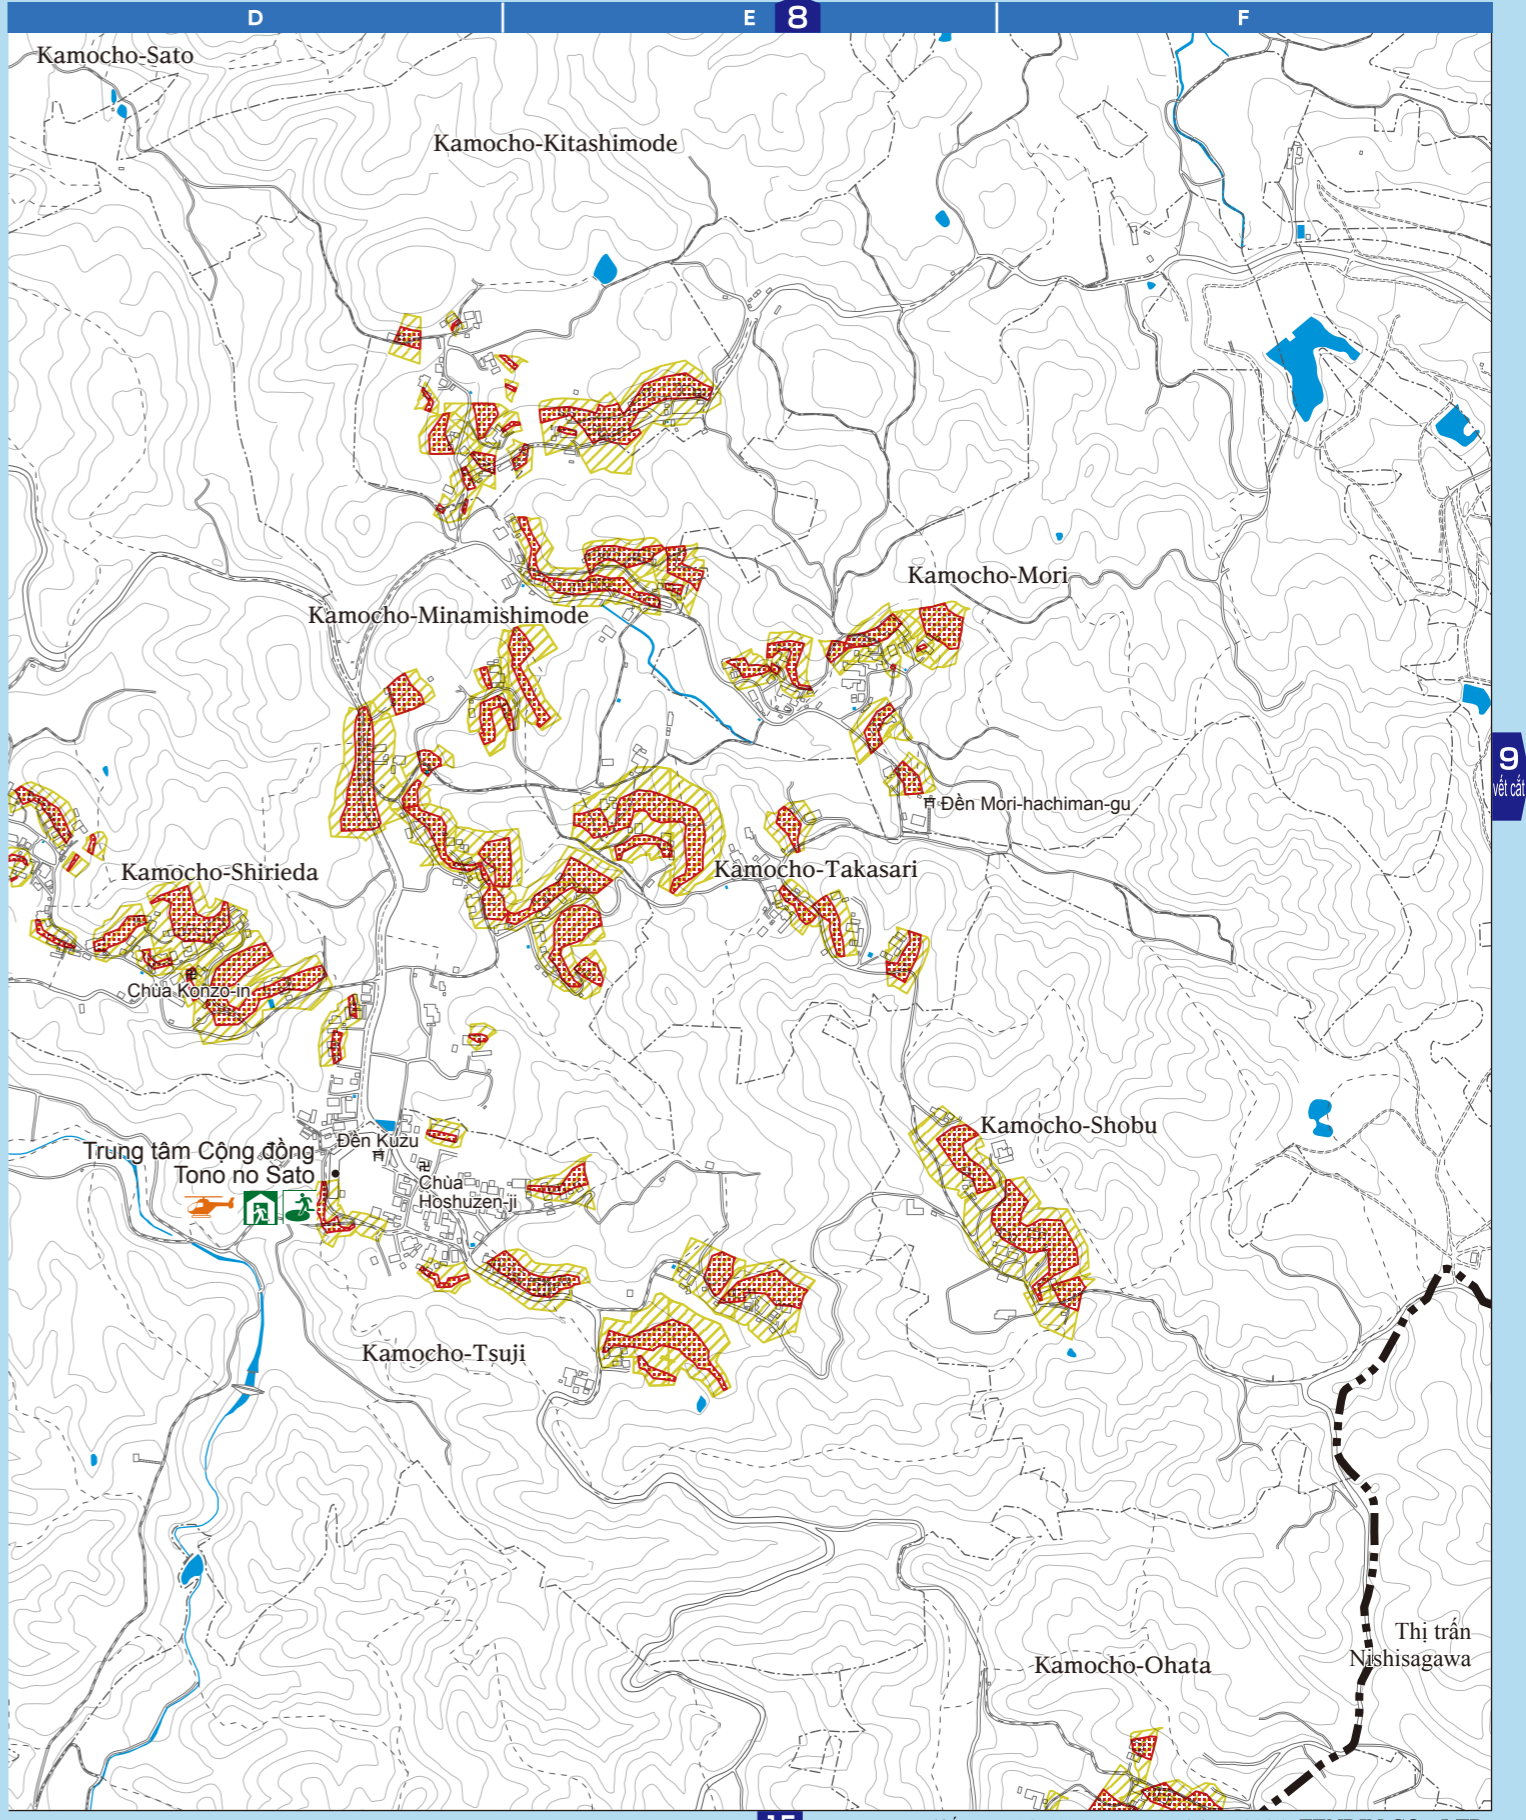 D
E
8
F
Kamocho-Sato
Kamocho-Kitashimode
Kamocho-Mori
Kamocho-Minamishimode
9
vết cắt
Đền Mori-hachiman-gu
Kamocho-Takasari
Kamocho-Shirieda
Chùa Konzo-in
Kamocho-Shobu
Đền Kuzu
Trung tâm Cộng đồng
Tono no Sato
Chùa
Hoshuzen-ji
Kamocho-Tsuji
Thị trấn
Nishisagawa
Kamocho-Ohata